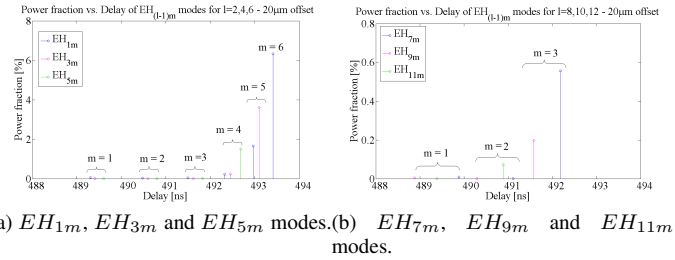 Power fraction vs. Delay of EH(l-1)m modes for l=2,4,6 - 20μm offset
8
6
4
2
0
Power fraction [%]
EH1m
EH3m
EH5m
m = 1
m = 2
m =3
m = 4
m = 5
m = 6
488 489 490 491 492 493 494
Delay [ns]
a) EH1m, EH3m and EH5m modes.
Power fraction vs. Delay of EH(l-1)m modes for l=8,10,12 - 20μm offset
0.8
0.6
0.4
0.2
0
Power fraction [%]
EH7m
EH9m
EH11m
m = 1
m = 2
m = 3
488 489 490 491 492 493 494
Delay [ns]
(b) EH7m, EH9m and EH11m
modes.